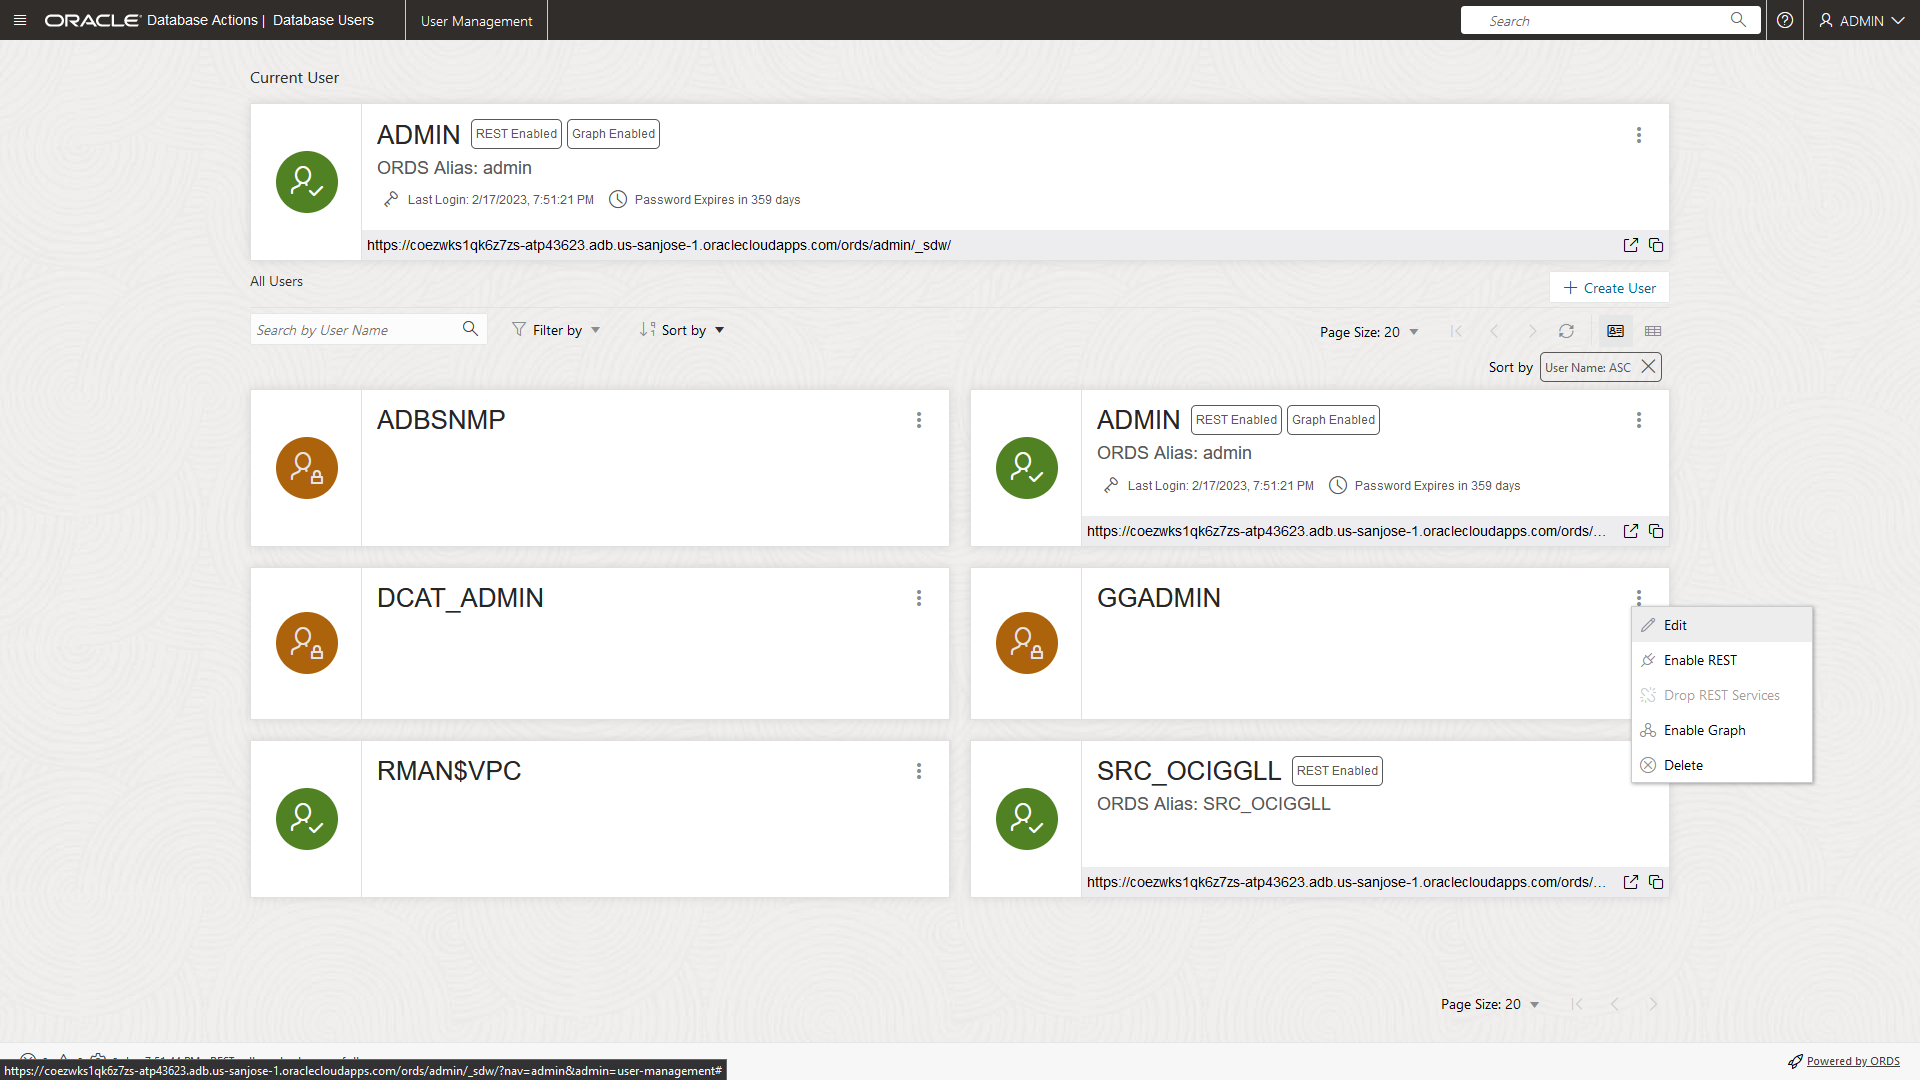 ORACLE Database Actions | Database Users
User Management
Search
ADMIN
Current User
ADMIN REST Enabled Graph Enabled
ORDS Alias: admin
Last Login: 2/17/2023, 7:51:21 PM Password Expires in 359 days
https://coezwks1qk6z7zs-atp43623.adb.us-sanjose-1.oraclecloudapps.com/ords/admin/_sdw/
All Users
Create User
Search by User Name
Filter by
Sort by
Page Size: 20
Sort by User Name: ASC
ADBSNMP
ADMIN REST Enabled Graph Enabled
ORDS Alias: admin
Last Login: 2/17/2023, 7:51:21 PM Password Expires in 359 days
https://coezwks1qk6z7zs-atp43623.adb.us-sanjose-1.oraclecloudapps.com/ords/...
DCAT_ADMIN
GGADMIN
Edit
Enable REST
Drop REST Services
Enable Graph
Delete
RMAN$VPC
SRC_OCIGGLL REST Enabled
ORDS Alias: SRC_OCIGGLL
https://coezwks1qk6z7zs-atp43623.adb.us-sanjose-1.oraclecloudapps.com/ords/...
Page Size: 20
Powered by ORDS
https://coezwks1qk6z7zs-atp43623.adb.us-sanjose-1.oraclecloudapps.com/ords/admin/_sdw/?nav=admin&admin=user-management#